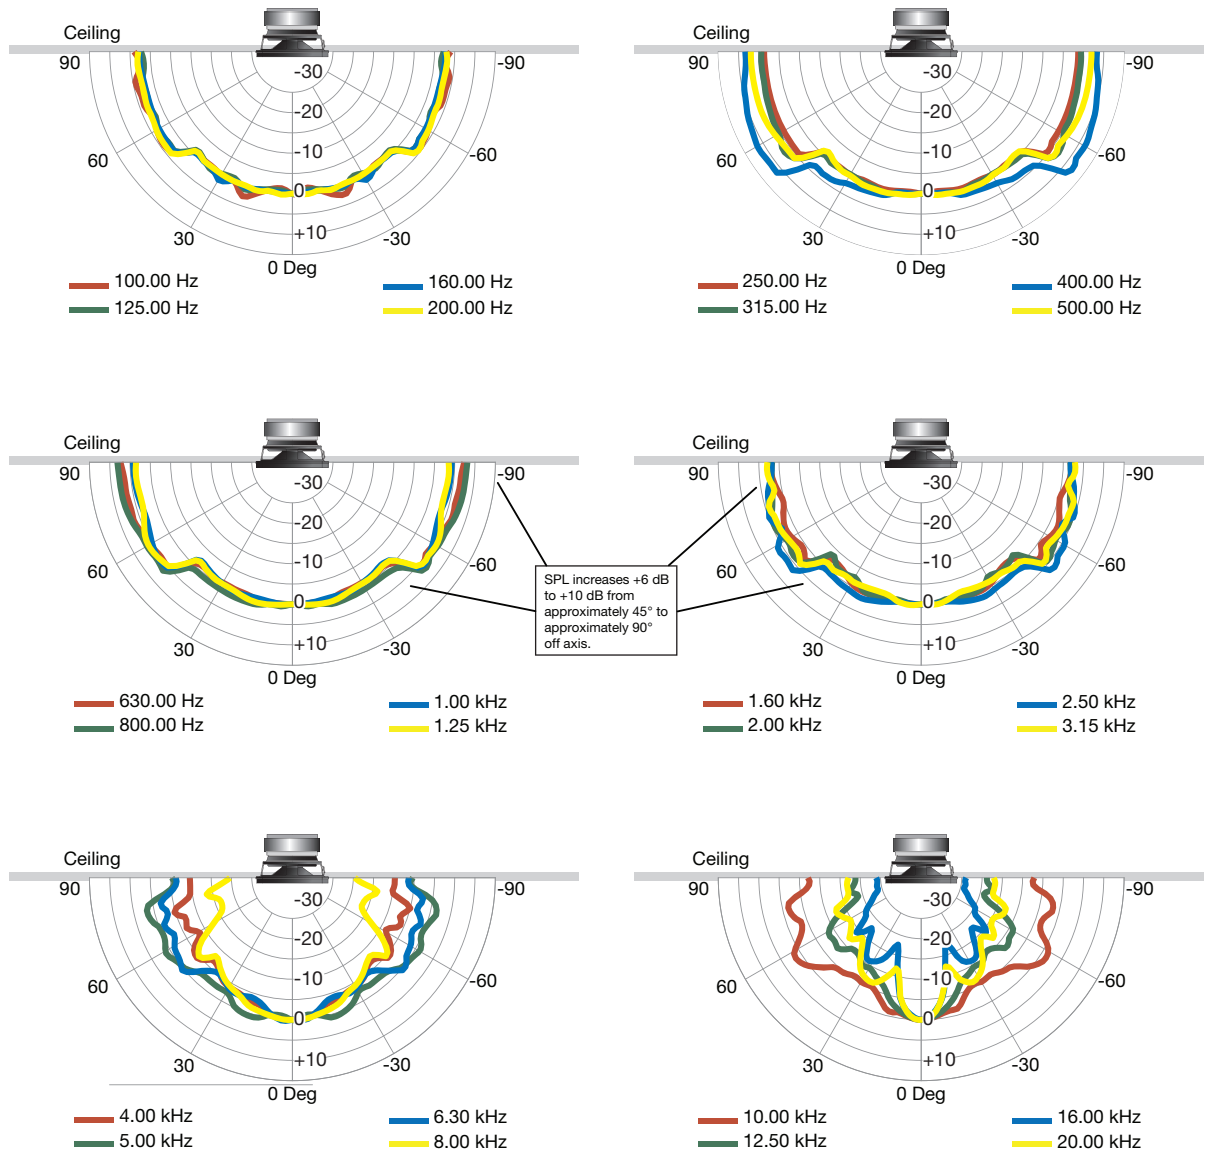 Ceiling
90
-90
-30
-20
-10
0
+10
60
-60
30
-30
0 Deg
100.00 Hz
160.00 Hz
125.00 Hz
200.00 Hz
Ceiling
90
-90
-30
-20
-10
0
+10
60
-60
30
-30
0 Deg
250.00 Hz
400.00 Hz
315.00 Hz
500.00 Hz
Ceiling
90
-90
-30
-20
-10
0
+10
60
-60
30
-30
0 Deg
630.00 Hz
1.00 kHz
800.00 Hz
1.25 kHz
SPL increases +6 dB
to +10 dB from
approximately 45° to
approximately 90°
off axis.
Ceiling
90
-90
-30
-20
-10
0
+10
60
-60
30
-30
0 Deg
1.60 kHz
2.50 kHz
2.00 kHz
3.15 kHz
Ceiling
90
-90
-30
-20
-10
0
+10
60
-60
30
-30
0 Deg
4.00 kHz
6.30 kHz
5.00 kHz
8.00 kHz
Ceiling
90
-90
-30
-20
-10
0
+10
60
-60
30
-30
0 Deg
10.00 kHz
16.00 kHz
12.50 kHz
20.00 kHz